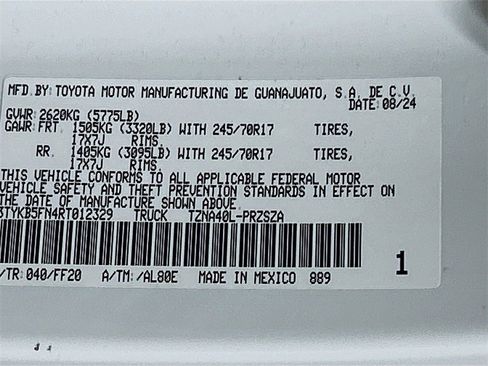 MFD.BY: TOYOTA MOTOR MANUFACTURING DE GUANAJUATO, S.A. DE C.V.
DATE: 08/24
GVWR: 2620KG (5775LB)
GAWR: FRT. 1505KG (3320LB) WITH 245/70R17 TIRES,
17X7J RIMS.
RR. 1405KG (3095LB) WITH 245/70R17 TIRES,
17X7J RIMS.
THIS VEHICLE CONFORMS TO ALL APPLICABLE FEDERAL MOTOR
VEHICLE SAFETY AND THEFT PREVENTION STANDARDS IN EFFECT ON
THE DATE OF MANUFACTURE SHOWN ABOVE.
3TYKB5FN4RT012329 TRUCK TZNA40L-PRZSZA
/TR: 040/FF20 A/TM: /AL80E MADE IN MEXICO 889
1